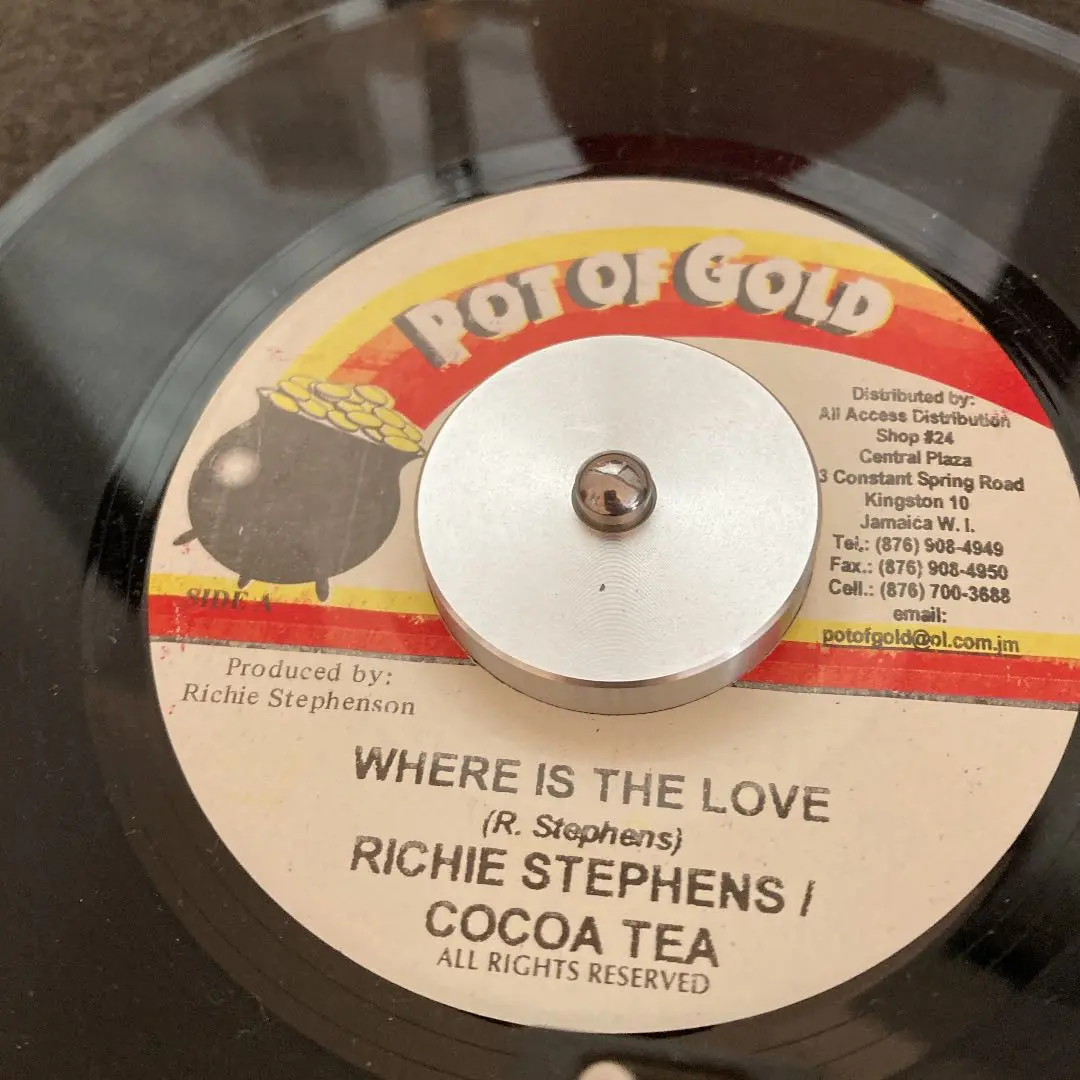 POT OF GOLD
Distributed by:
All Access Distribution
Shop #24
Central Plaza
3 Constant Spring Road
Kingston 10
Jamaica W. I.
Tel.: (876) 908-4949
Fax.: (876) 908-4950
Cell.: (876) 700-3688
email:
potofgold@ol.com.jm
SIDE A
Produced by:
Richie Stephenson
WHERE IS THE LOVE
(R. Stephens)
RICHIE STEPHENS /
COCOA TEA
ALL RIGHTS RESERVED